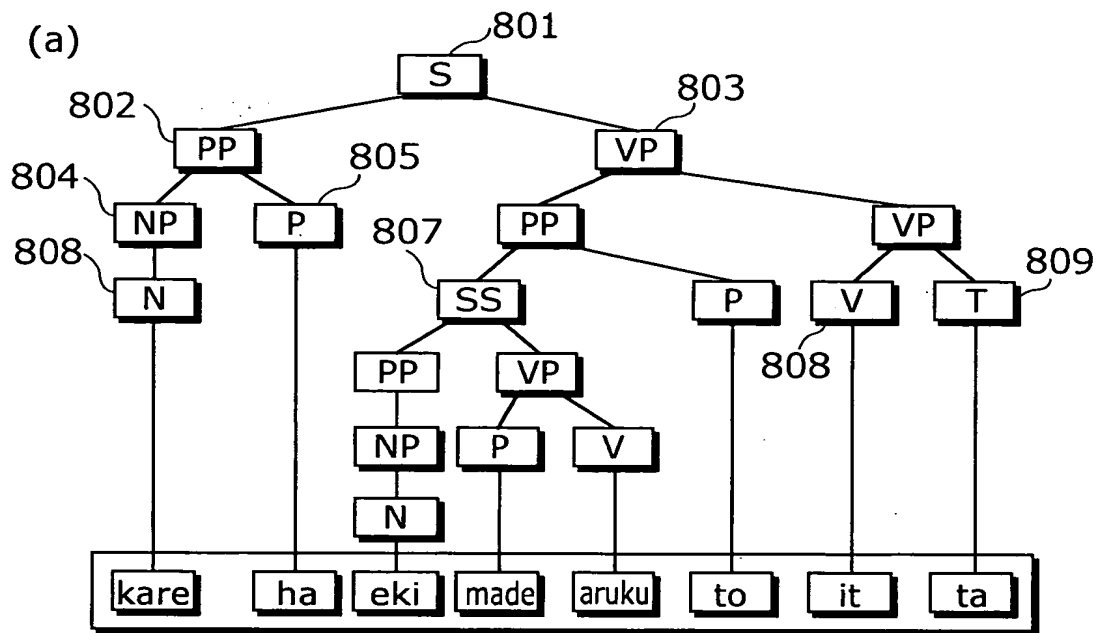 (a)
801
S
802
803
PP
VP
804
805
NP
P
PP
VP
807
808
809
N
SS
P
V
T
808
PP
VP
NP
P
V
N
kare ha eki made aruku to it ta